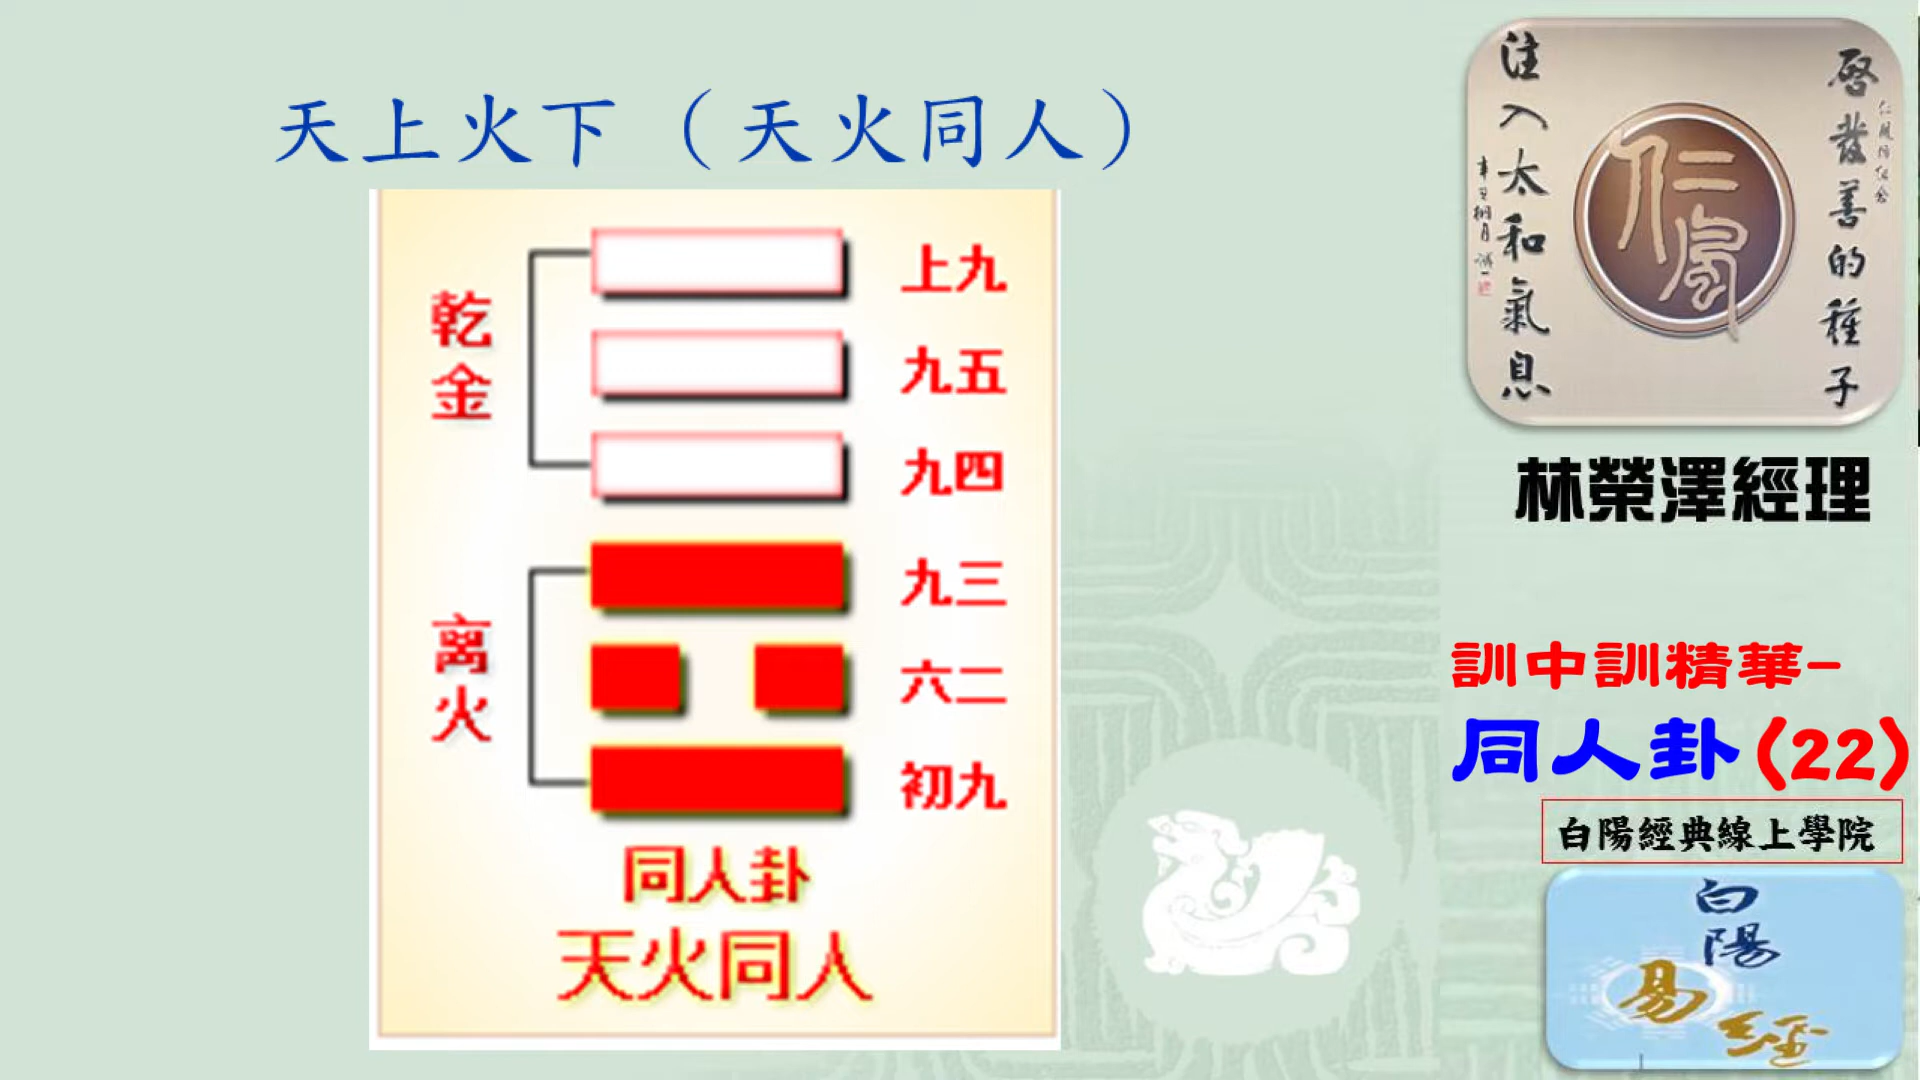 天上火下（天火同人）
乾金
上九
九五
九四
离火
九三
六二
初九
同人卦
天火同人
啓發善的種子
注入太和氣息
仁風
林榮澤經理
訓中訓精華-
同人卦(22)
白陽經典線上學院
白陽
易經